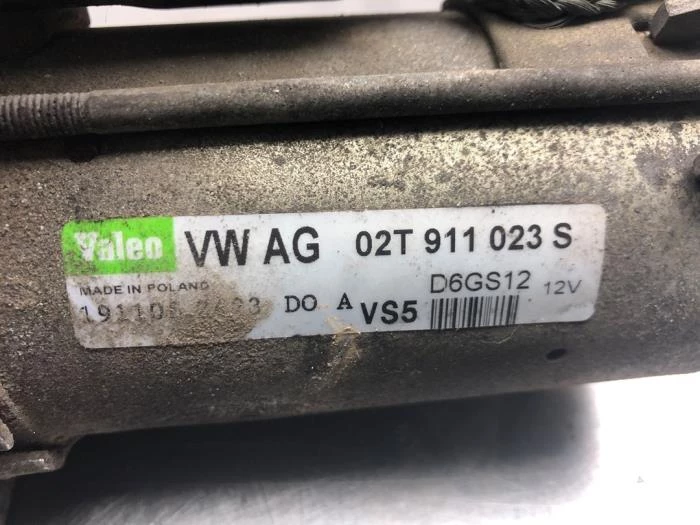 Valeo VW AG 02T 911 023 S
MADE IN POLAND D6GS12 12V
DO A VS5